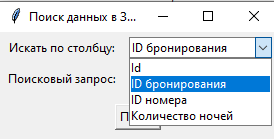 Поиск данных в З...
Искать по столбцу:
ID бронирования
Id
Поисковый запрос:
ID бронирования
ID номера
Количество ночей
П